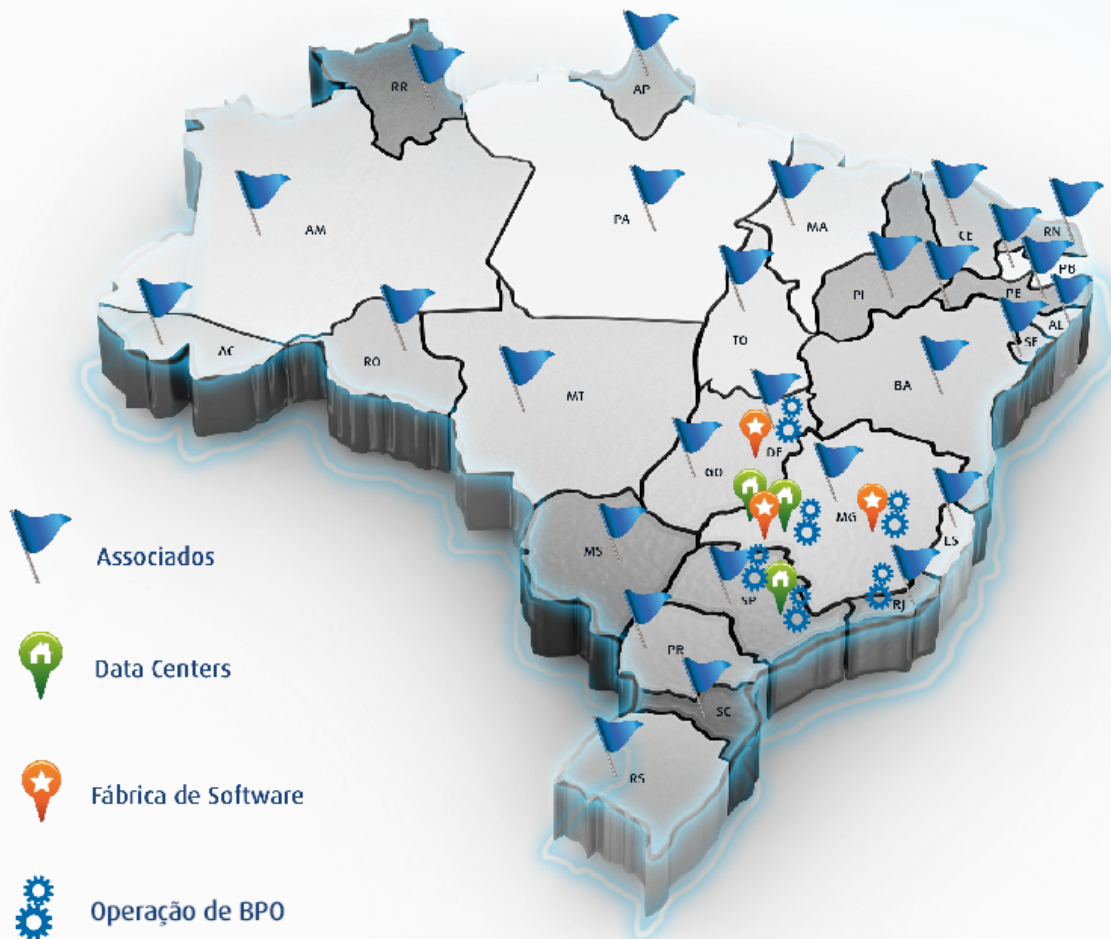 RR
AP
AM
PA
MA
CE
RN
PB
PI
PE
AL
SE
TO
AC
RO
MT
BA
DF
GO
MG
ES
MS
SP
RJ
PR
SC
RS
Associados
Data Centers
Fábrica de Software
Operação de BPO